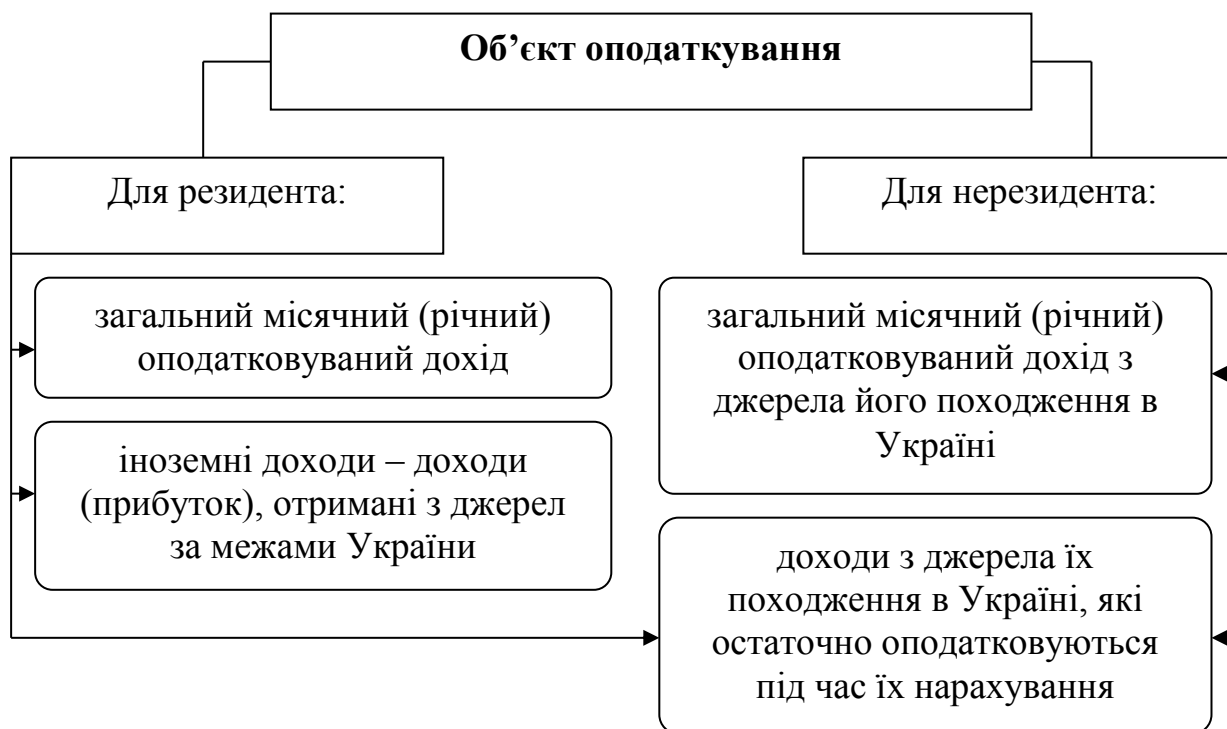 Об’єкт оподаткування
Для резидента:
Для нерезидента:
загальний місячний (річний)
оподатковуваний дохід
іноземні доходи – доходи
(прибуток), отримані з джерел
за межами України
загальний місячний (річний)
оподатковуваний дохід з
джерела його походження в
Україні
доходи з джерела їх
походження в Україні, які
остаточно оподатковуються
під час їх нарахування